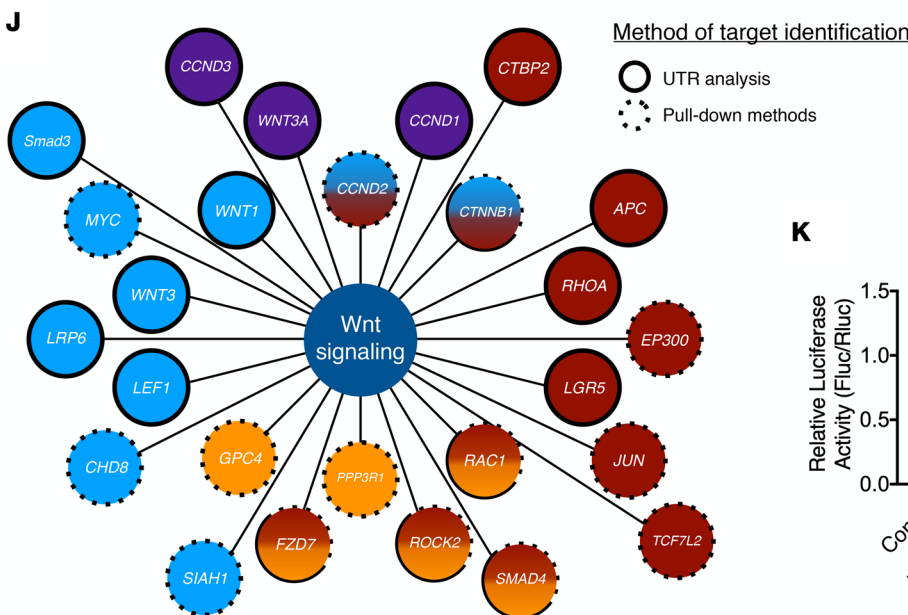 J
Method of target identification
UTR analysis
Pull-down methods
CCND3
CTBP2
WNT3A
CCND1
Smad3
CCND2
CTNNB1
MYC
WNT1
APC
WNT3
RHOA
LRP6
Wnt
signaling
EP300
LEF1
LGR5
CHD8
GPC4
PPP3R1
RAC1
JUN
SIAH1
FZD7
ROCK2
SMAD4
TCF7L2
K
Relative Luciferase
Activity (Fluc/Rluc)
1.5
1.0
0.5
0.0